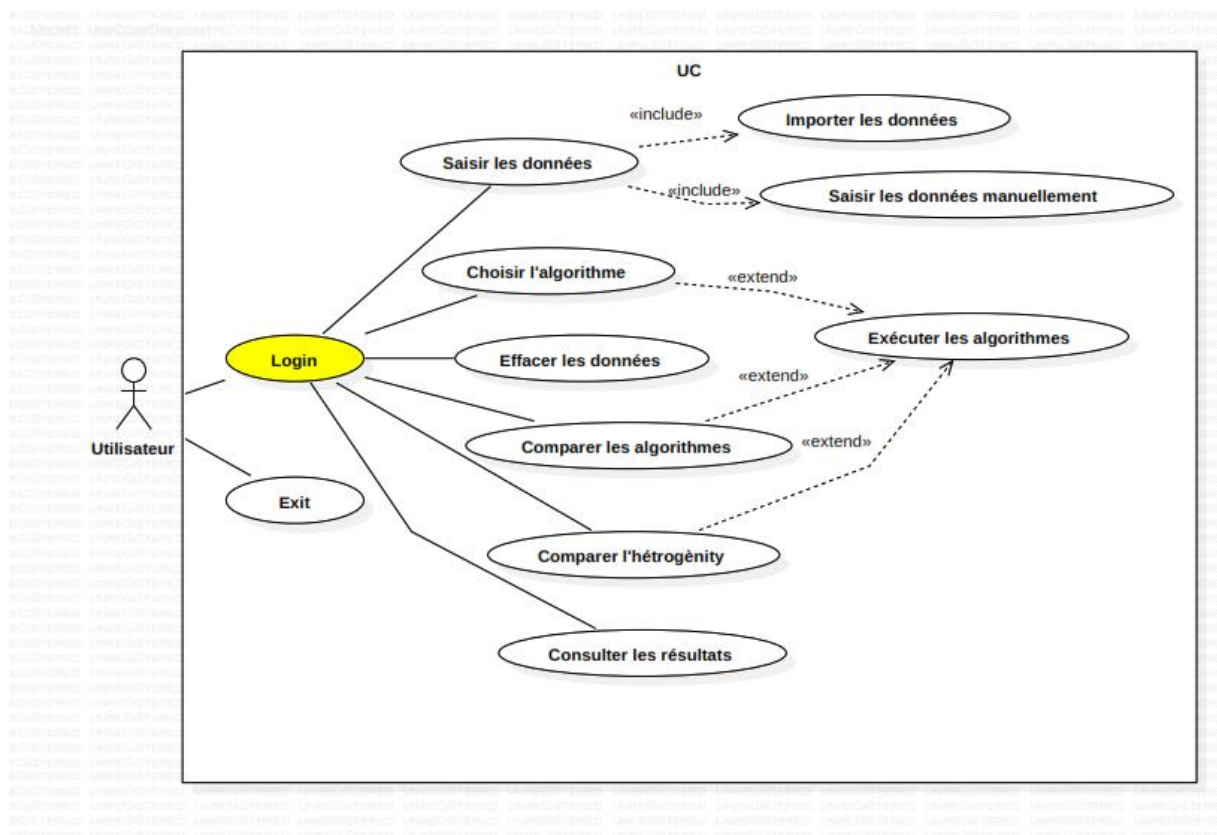 UC
«include»
Importer les données
Saisir les données
«include»
Saisir les données manuellement
Choisir l'algorithme
«extend»
Exécuter les algorithmes
Login
Effacer les données
«extend»
Utilisateur
Comparer les algorithmes
«extend»
Exit
Comparer l'hétrogènity
Consulter les résultats